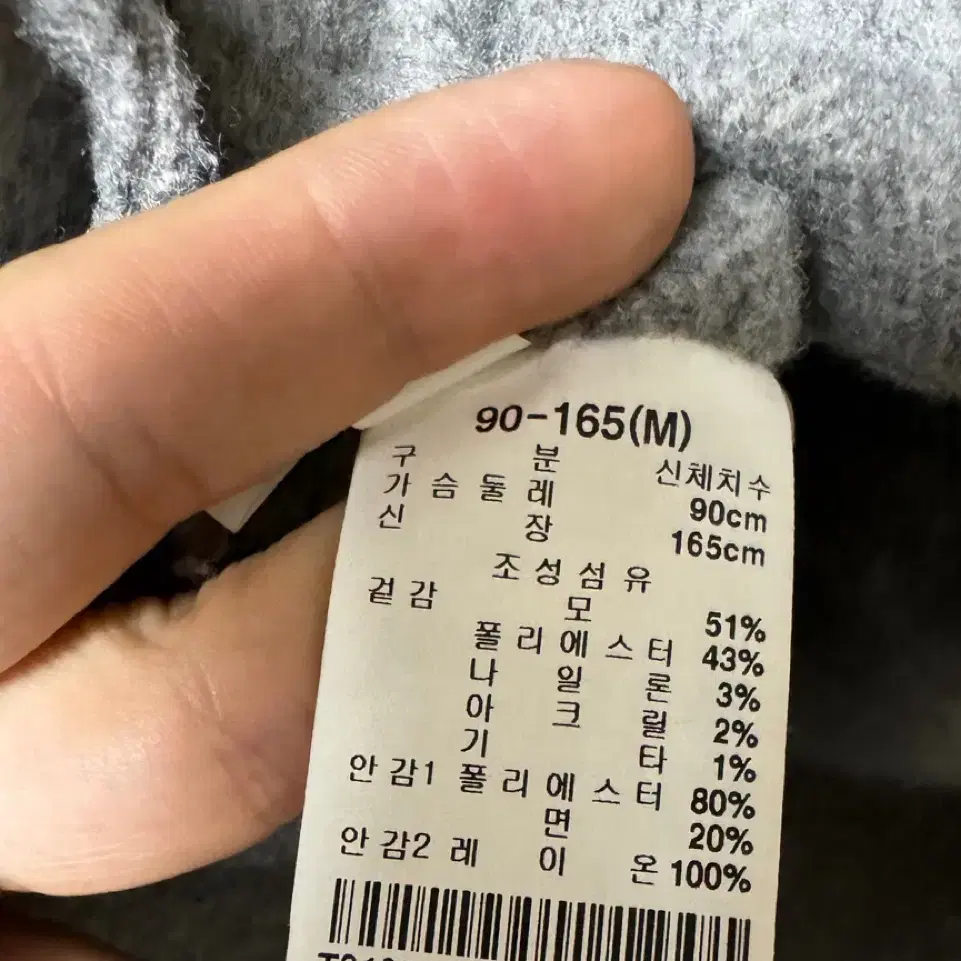 90-165(M)
구 분 신체치수
가 슴 둘 레 90cm
신 장 165cm
조 성 섬 유
겉 감 모 51%
폴 리 에 스 터 43%
나 일 론 3%
아 크 릴 2%
기 타 1%
안 감1 폴 리 에 스 터 80%
면 20%
안 감2 레 이 온 100%